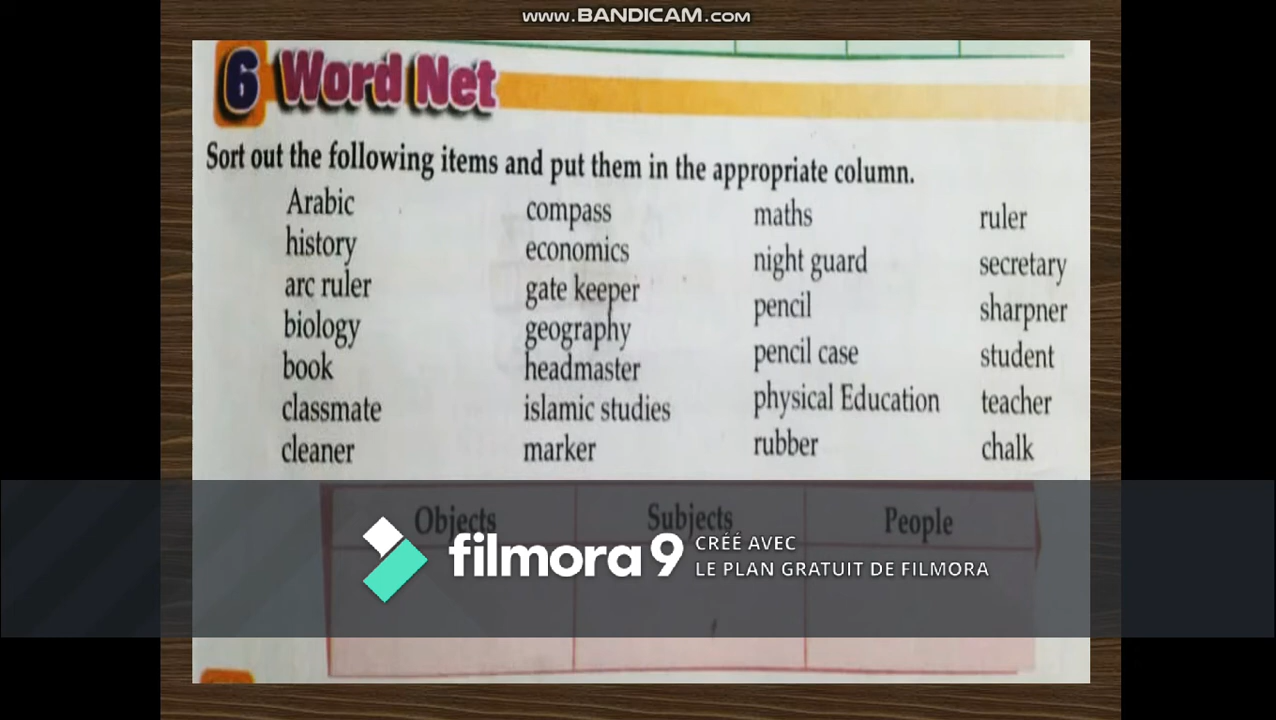 www.BANDICAM.com
6 Word Net
Sort out the following items and put them in the appropriate column.
Arabic compass maths ruler
history economics night guard secretary
arc ruler gate keeper pencil sharpner
biology geography pencil case student
book headmaster physical Education teacher
classmate islamic studies rubber chalk
cleaner marker
Objects Subjects People
filmora 9 CRÉÉ AVEC
LE PLAN GRATUIT DE FILMORA